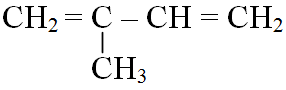 CH2 = C – CH = CH2
|
CH3